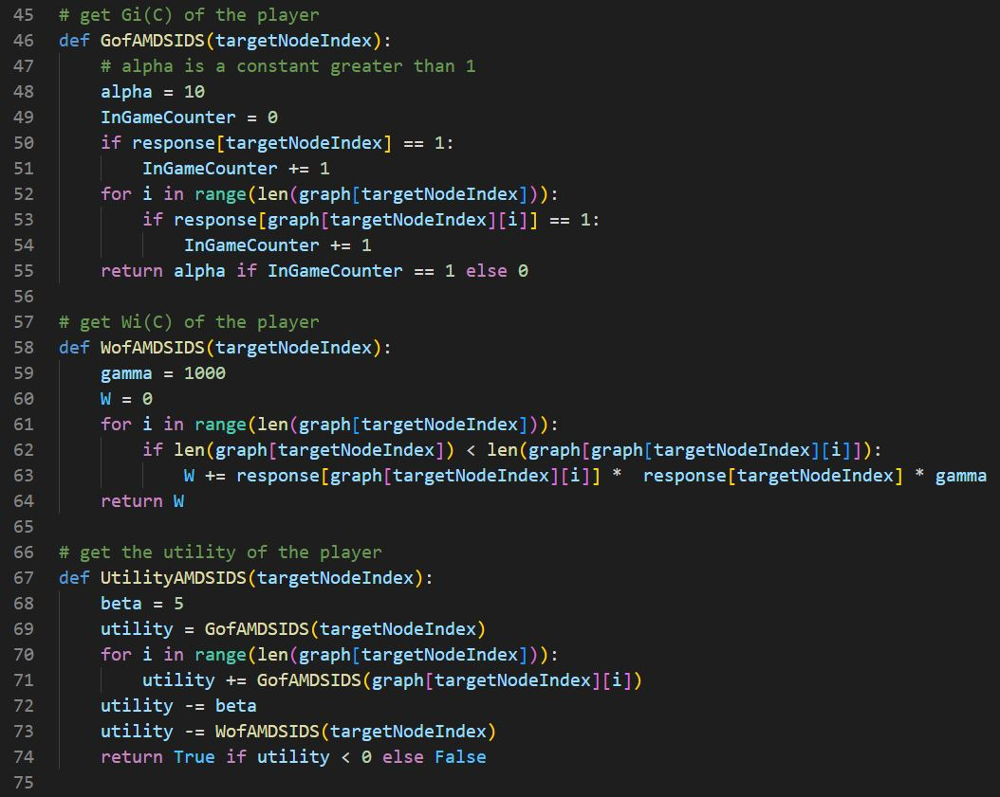 45 # get Gi(C) of the player
46 def GofAMDSIDS(targetNodeIndex):
47     # alpha is a constant greater than 1
48     alpha = 10
49     InGameCounter = 0
50     if response[targetNodeIndex] == 1:
51         InGameCounter += 1
52     for i in range(len(graph[targetNodeIndex])):
53         if response[graph[targetNodeIndex][i]] == 1:
54             InGameCounter += 1
55     return alpha if InGameCounter == 1 else 0
56
57 # get Wi(C) of the player
58 def WofAMDSIDS(targetNodeIndex):
59     gamma = 1000
60     W = 0
61     for i in range(len(graph[targetNodeIndex])):
62         if len(graph[targetNodeIndex]) < len(graph[graph[targetNodeIndex][i]]):
63             W += response[graph[targetNodeIndex][i]] *  response[targetNodeIndex] * gamma
64     return W
65
66 # get the utility of the player
67 def UtilityAMDSIDS(targetNodeIndex):
68     beta = 5
69     utility = GofAMDSIDS(targetNodeIndex)
70     for i in range(len(graph[targetNodeIndex])):
71         utility += GofAMDSIDS(graph[targetNodeIndex][i])
72     utility -= beta
73     utility -= WofAMDSIDS(targetNodeIndex)
74     return True if utility < 0 else False
75